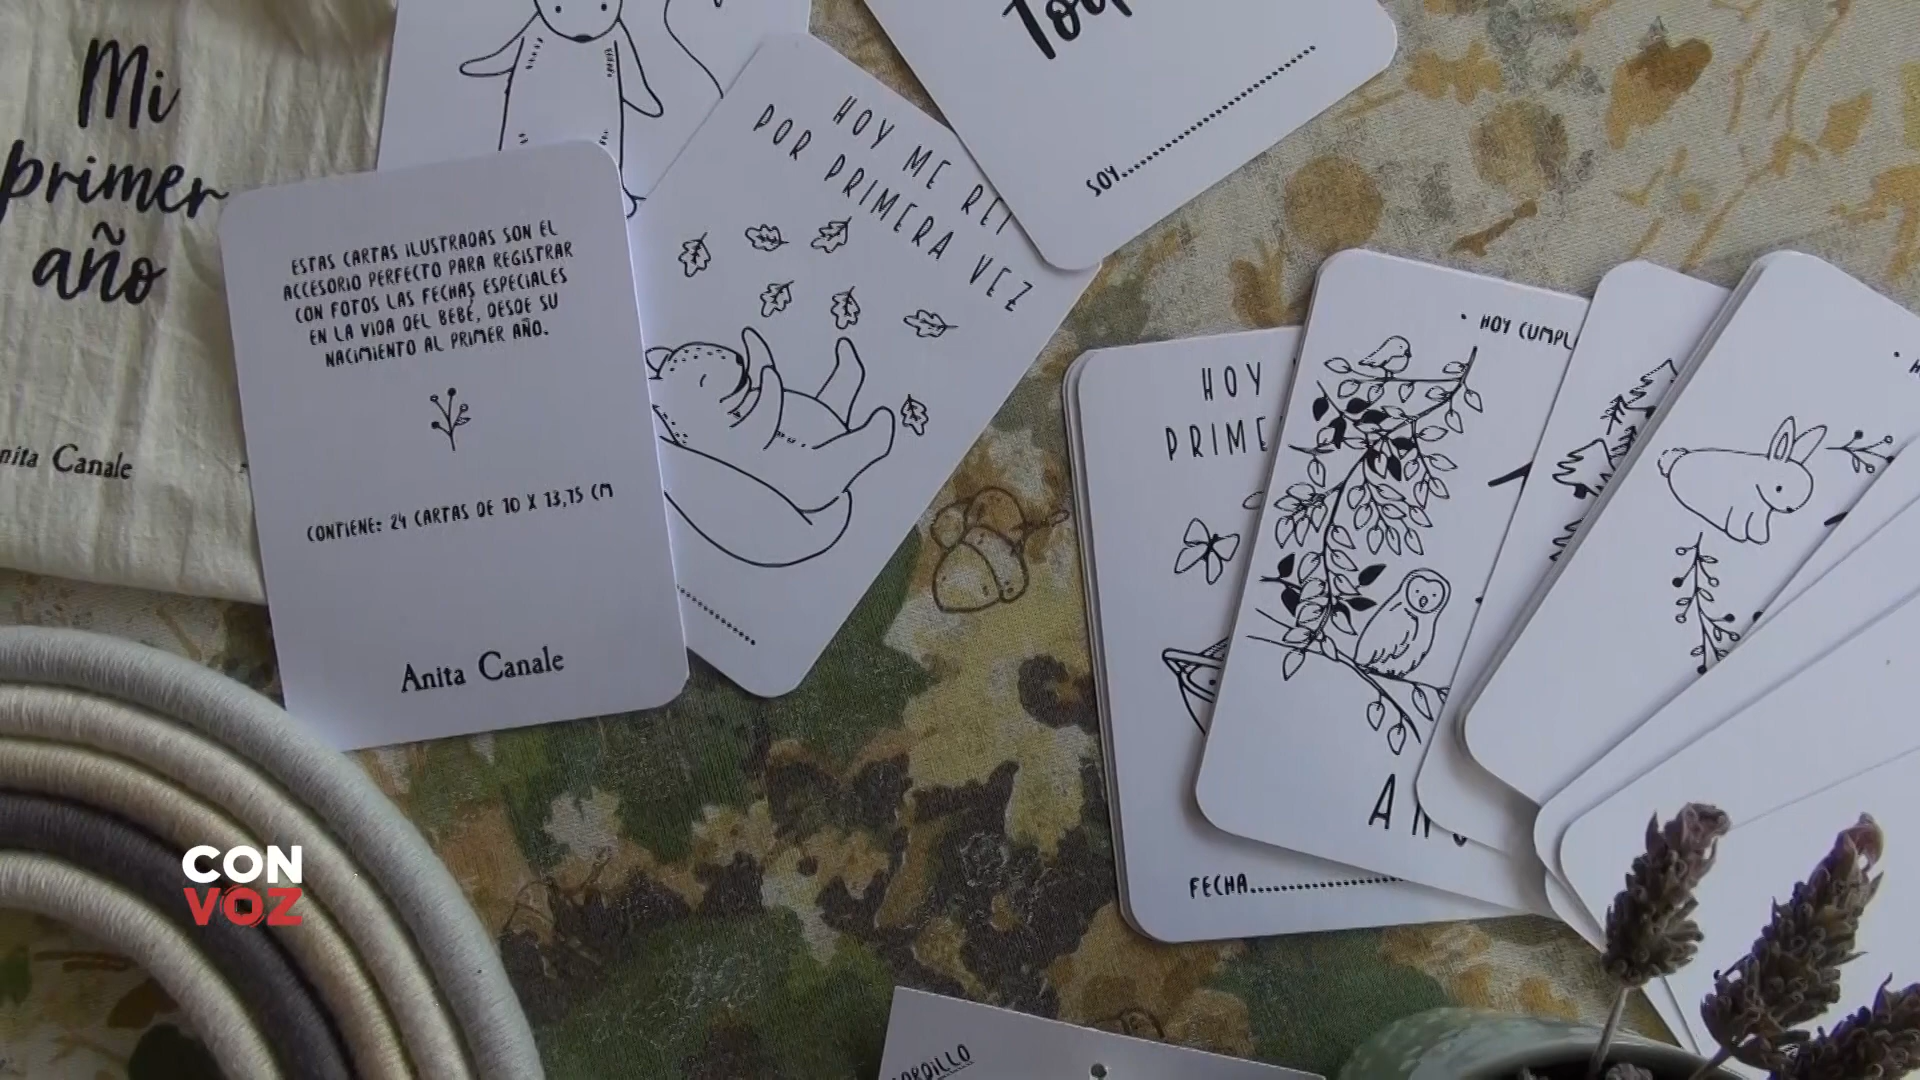 Mi
primer
año
Canale
ESTAS CARTAS ILUSTRADAS SON EL
ACCESORIO PERFECTO PARA REGISTRAR
CON FOTOS LAS FECHAS ESPECIALES
EN LA VIDA DEL BEBÉ, DESDE SU
NACIMIENTO AL PRIMER AÑO.
CONTIENE: 24 CARTAS DE 10 X 13,75 CM
Anita Canale
HOY ME REÍ
POR PRIMERA VEZ
SOY
HOY
PRIME
FECHA
• HOY CUMPL
CON
VOZ